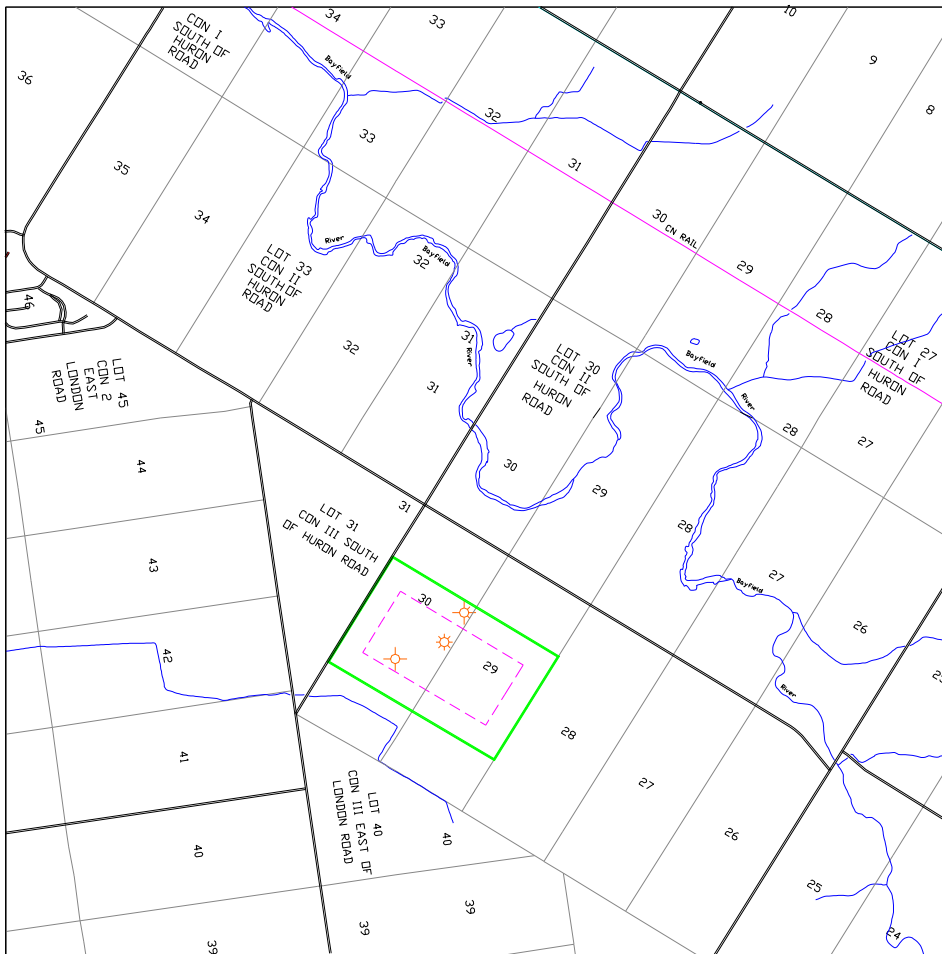 34
33
10
CON I
SOUTH OF
HURON
ROAD
36
Bayfield
9
8
32
33
31
35
34
30
CN RAIL
29
28
River
Bayfield
32
LOT 33
CON II
SOUTH OF
HURON
ROAD
46
32
31
River
31
LOT 30
CON II
SOUTH OF
HURON
ROAD
Bayfield
River
LOT 27
CON I
SOUTH OF
HURON
ROAD
28
27
LOT 45
CON 2
EAST
LONDON
ROAD
45
44
30
29
28
31
LOT 31
CON III SOUTH
OF HURON ROAD
43
27
Bayfield
26
30
29
42
River
28
41
27
26
LOT 40
CON III EAST OF
LONDON ROAD
40
40
25
39
39
39
24